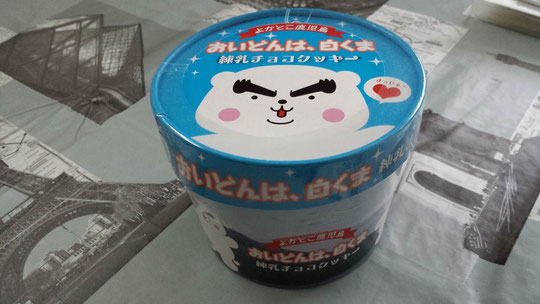 よかとこ鹿児島
おいどんは、白くま
練乳チョコクッキー
おいどんは、白くま 練乳
よかとこ鹿児島
おいどんは、白くま
練乳チョコクッキー